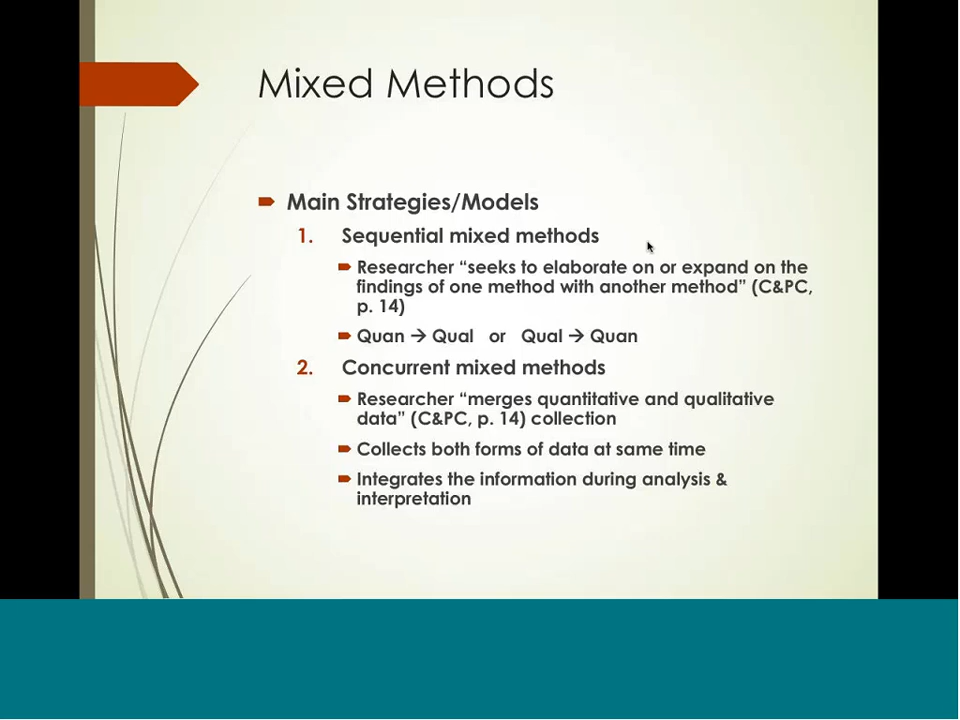 Mixed Methods
Main Strategies/Models
1. Sequential mixed methods
Researcher “seeks to elaborate on or expand on the
findings of one method with another method” (C&PC,
p. 14)
Quan → Qual or Qual → Quan
2. Concurrent mixed methods
Researcher “merges quantitative and qualitative
data” (C&PC, p. 14) collection
Collects both forms of data at same time
Integrates the information during analysis &
interpretation